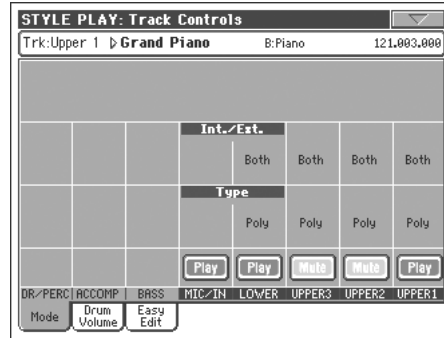 STYLE PLAY: Track Controls
Trk:Upper 1 ▷Grand Piano B:Piano 121.003.000
Int./Ext.
Both Both Both Both
Type
Poly Poly Poly Poly
Play Play Mute Mute Play
DR/PERC ACCOMP BASS MIC/IN LOWER UPPER3 UPPER2 UPPER1
Mode Drum Volume Easy Edit